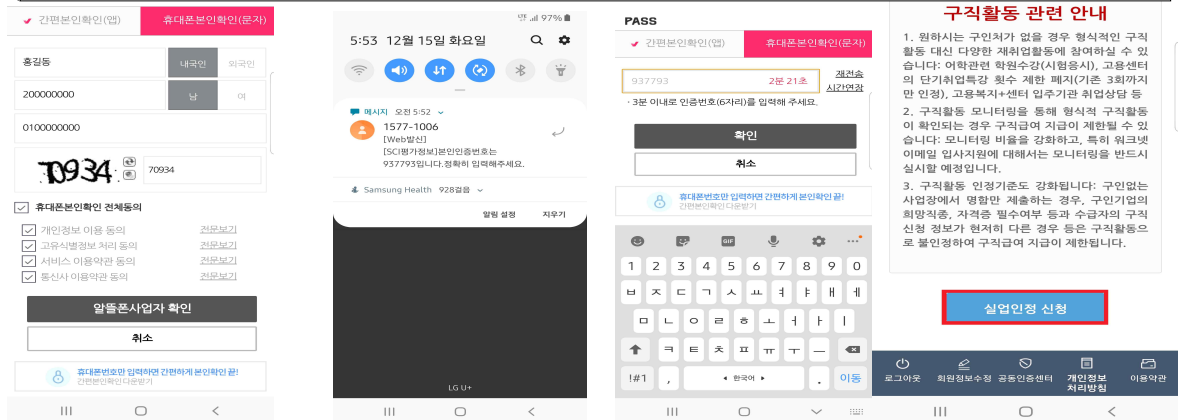 간편본인확인(앱)
휴대폰본인확인(문자)
홍길동
내국인
외국인
200000000
남
여
0100000000
70934
70934
휴대폰본인확인 전체동의
개인정보 이용 동의
전문보기
고유식별정보 처리 동의
전문보기
서비스 이용약관 동의
전문보기
통신사 이용약관 동의
전문보기
알뜰폰사업자 확인
취소
휴대폰번호만 입력하면 간편하게 본인확인 끝!
간편본인확인 다운받기
97%
5:53 12월 15일 화요일
메시지 오전 5:52
1577-1006
[Web발신]
[SCI평가정보]본인인증번호는
937793입니다.정확히 입력해주세요.
Samsung Health 928걸음
알림 설정
지우기
LG U+
PASS
간편본인확인(앱)
휴대폰본인확인(문자)
937793
2분 21초
재전송
시간연장
· 3분 이내로 인증번호(6자리)를 입력해 주세요.
확인
취소
휴대폰번호만 입력하면 간편하게 본인확인 끝!
간편본인확인 다운받기
GIF
1 2 3 4 5 6 7 8 9 0
ㅂ ㅈ ㄷ ㄱ ㅅ ㅛ ㅕ ㅑ ㅐ ㅔ
ㅁ ㄴ ㅇ ㄹ ㅎ ㅗ ㅓ ㅏ ㅣ
ㅋ ㅌ ㅊ ㅍ ㅠ ㅜ ㅡ
!#1 , 한국어 . 이동
구직활동 관련 안내
1. 원하시는 구인처가 없을 경우 형식적인 구직
활동 대신 다양한 재취업활동에 참여하실 수 있
습니다: 어학관련 학원수강(시험응시), 고용센터
의 단기취업특강 횟수 제한 폐지(기존 3회까지
만 인정), 고용복지+센터 입주기관 취업상담 등
2. 구직활동 모니터링을 통해 형식적 구직활동
이 확인되는 경우 구직급여 지급이 제한될 수 있
습니다: 모니터링 비율을 강화하고, 특히 워크넷
이메일 입사지원에 대해서는 모니터링을 반드시
실시할 예정입니다.
3. 구직활동 인정기준도 강화됩니다: 구인없는
사업장에서 명함만 제출하는 경우, 구인기업의
희망직종, 자격증 필수여부 등과 수급자의 구직
신청 정보가 현저히 다른 경우 등은 구직활동으
로 불인정하여 구직급여 지급이 제한됩니다.
실업인정 신청
로그아웃
회원정보수정
공동인증센터
개인정보
처리방침
이용약관